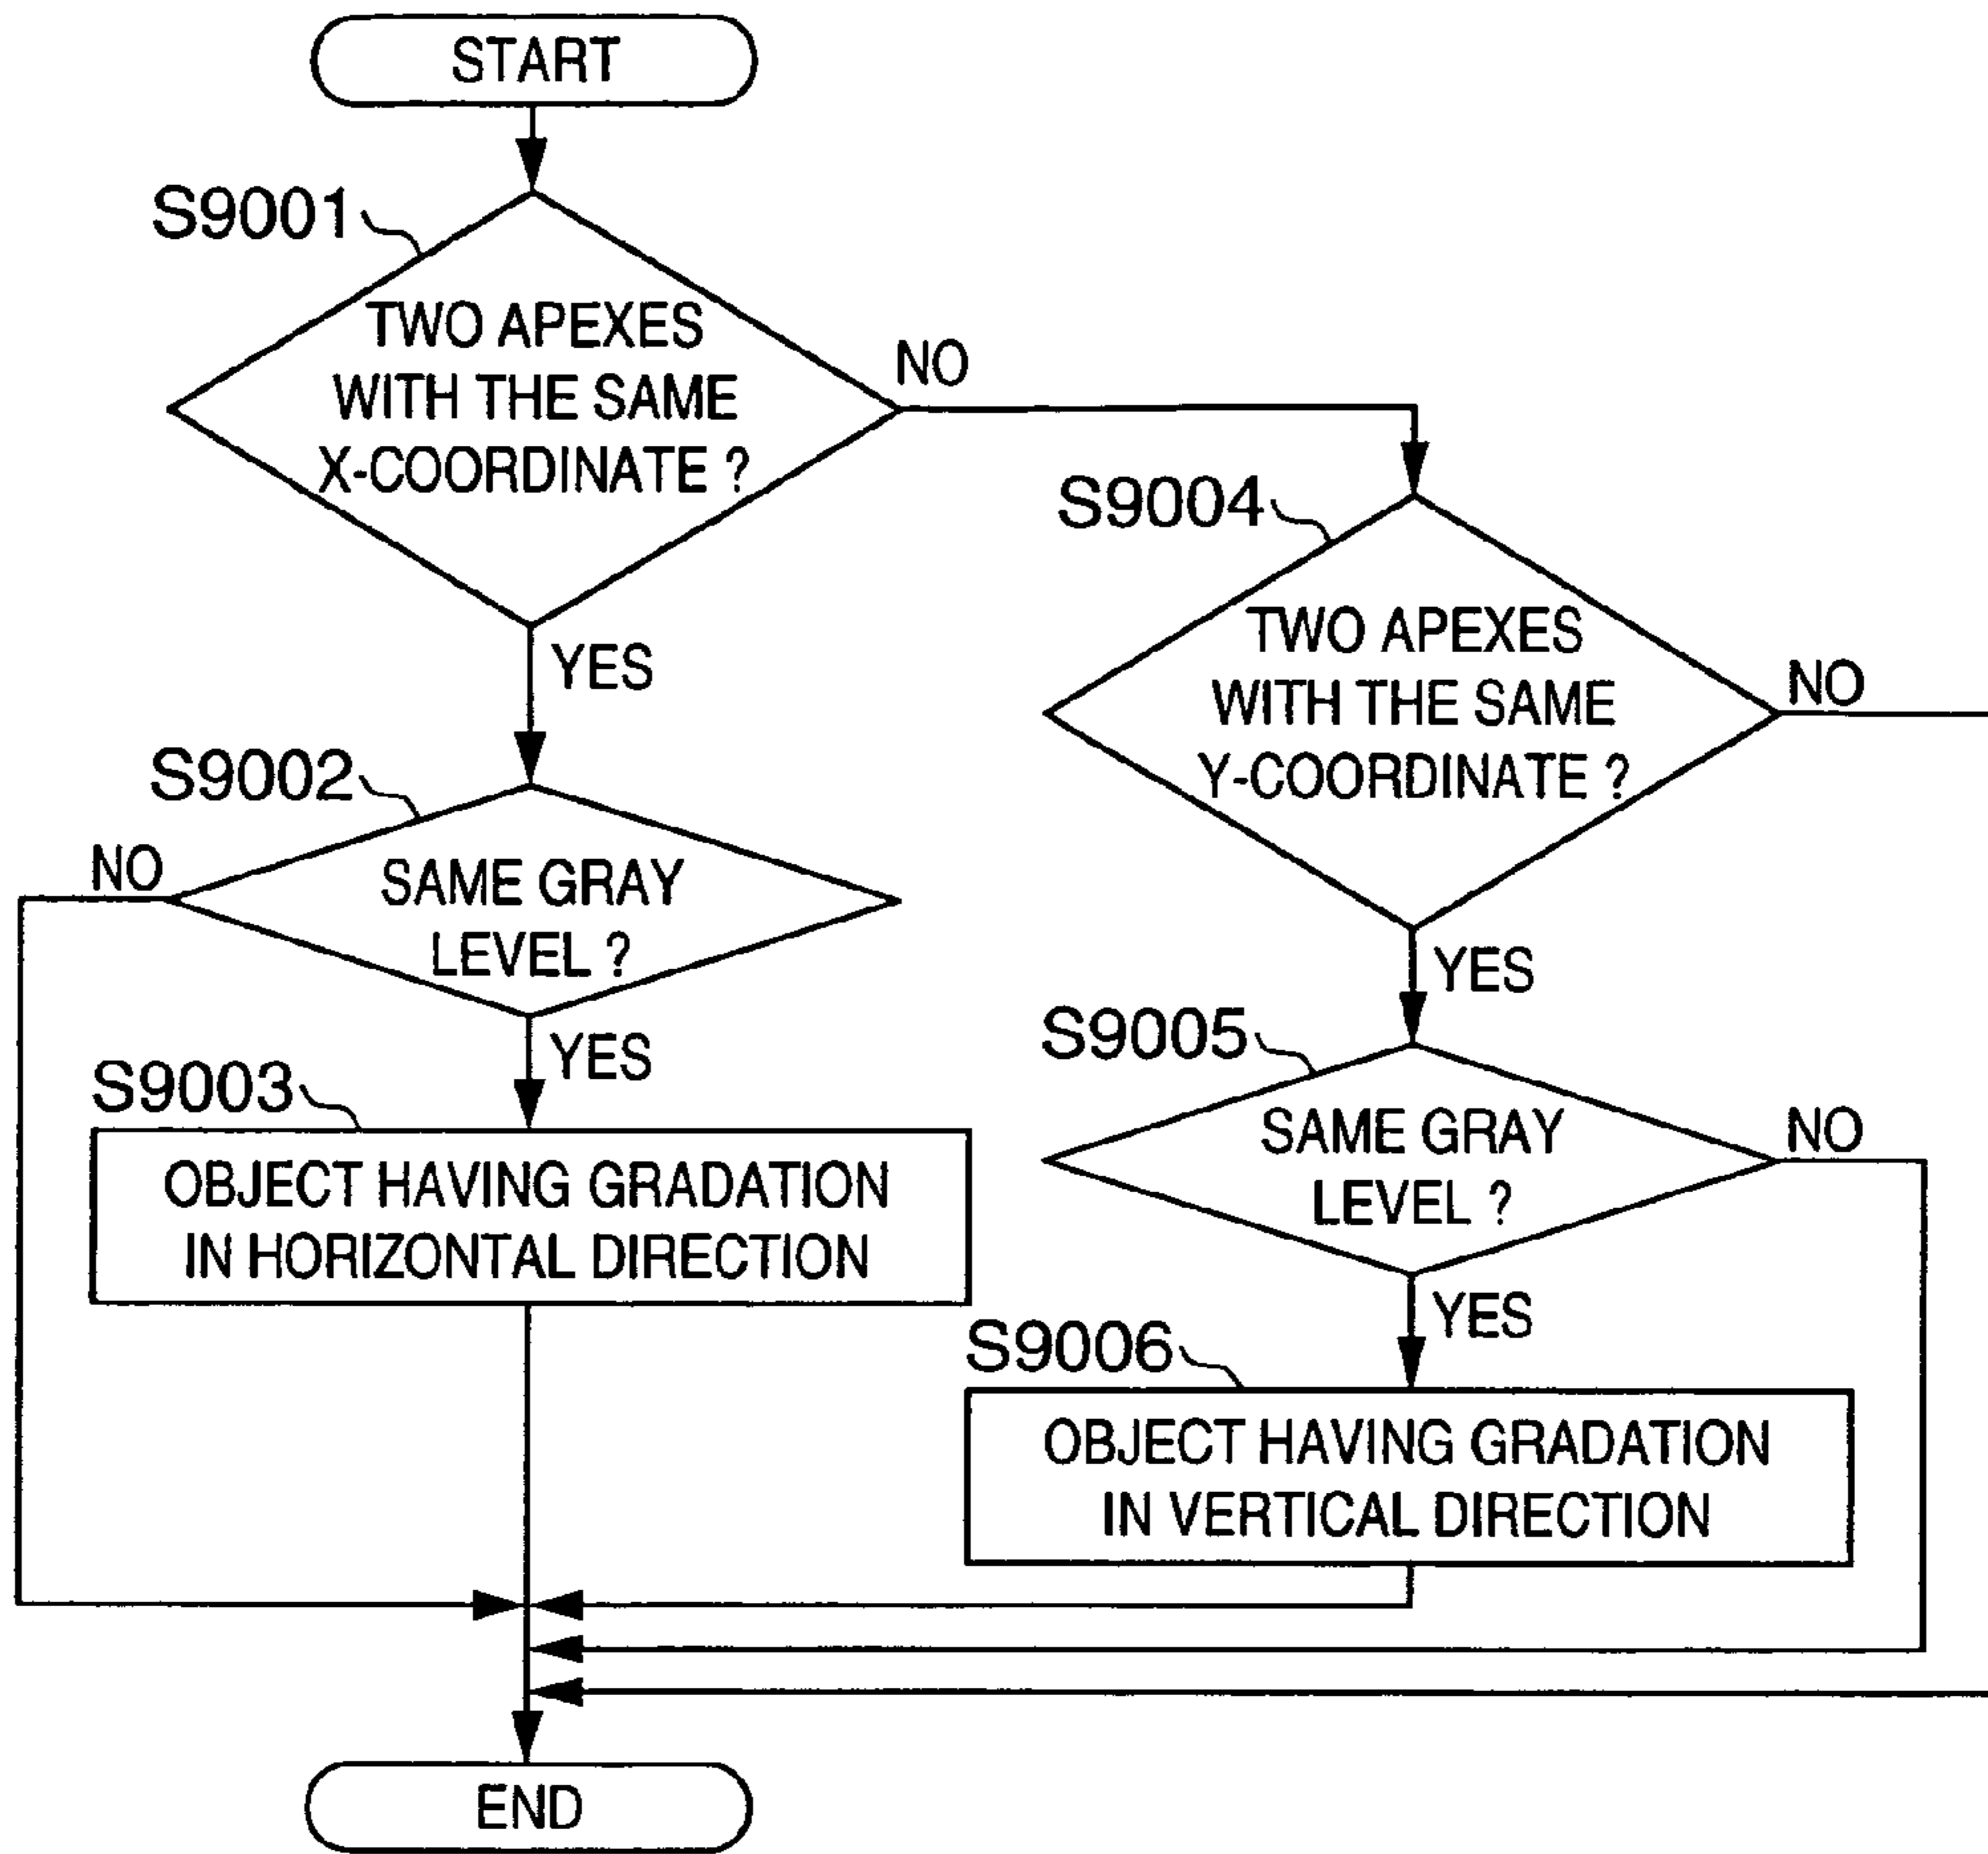 START
S9001
TWO APEXES
WITH THE SAME
X-COORDINATE ?
NO
YES
S9004
TWO APEXES
WITH THE SAME
Y-COORDINATE ?
NO
YES
S9002
NO
SAME GRAY
LEVEL ?
YES
S9005
SAME GRAY
LEVEL ?
NO
YES
S9003
OBJECT HAVING GRADATION
IN HORIZONTAL DIRECTION
S9006
OBJECT HAVING GRADATION
IN VERTICAL DIRECTION
END